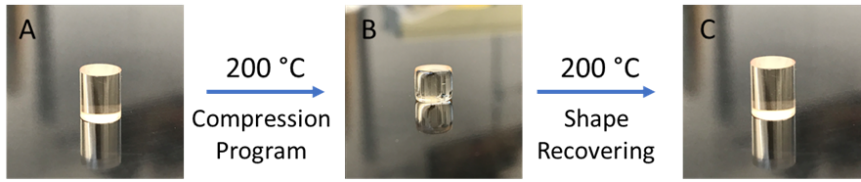 A
200 °C
Compression
Program
B
200 °C
Shape
Recovering
C